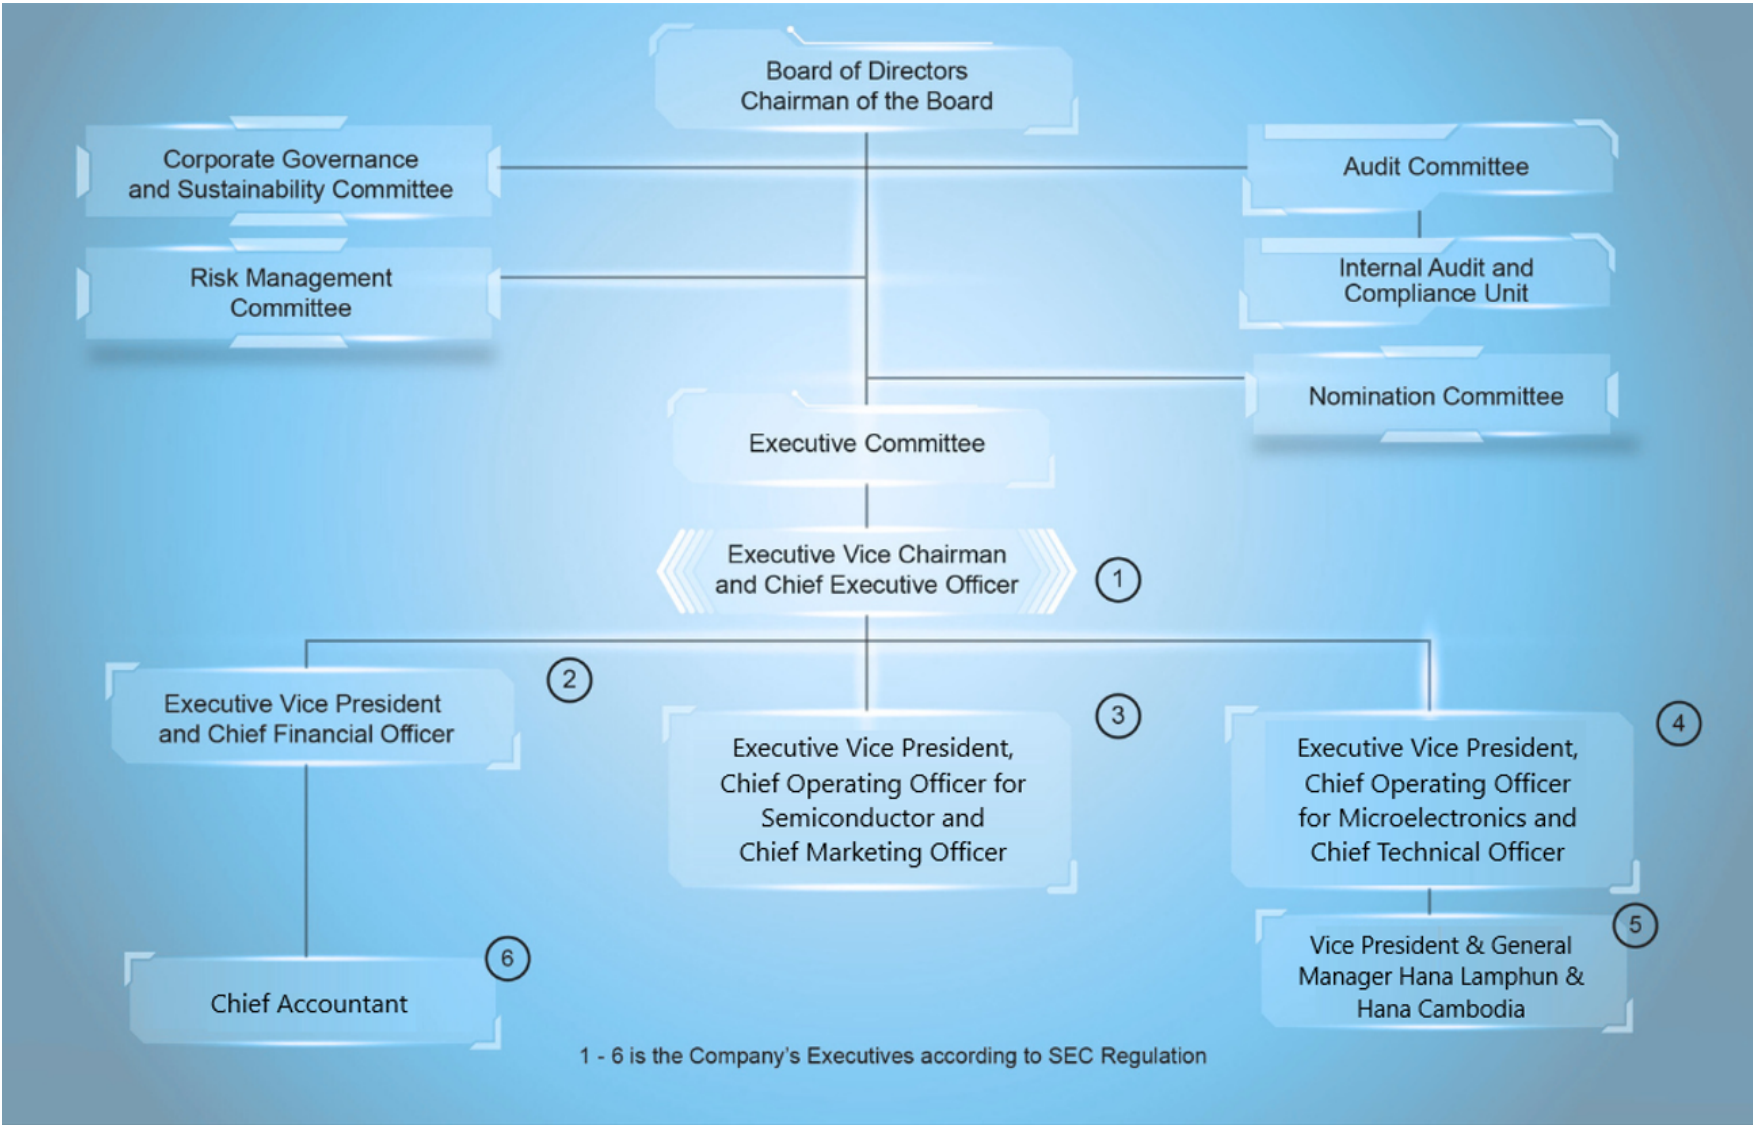 Board of Directors
Chairman of the Board
Corporate Governance
and Sustainability Committee
Audit Committee
Risk Management
Committee
Internal Audit and
Compliance Unit
Nomination Committee
Executive Committee
Executive Vice Chairman
and Chief Executive Officer
1
Executive Vice President
and Chief Financial Officer
2
Executive Vice President,
Chief Operating Officer for
Semiconductor and
Chief Marketing Officer
3
Executive Vice President,
Chief Operating Officer
for Microelectronics and
Chief Technical Officer
4
Vice President & General
Manager Hana Lamphun &
Hana Cambodia
5
Chief Accountant
6
1 - 6 is the Company's Executives according to SEC Regulation